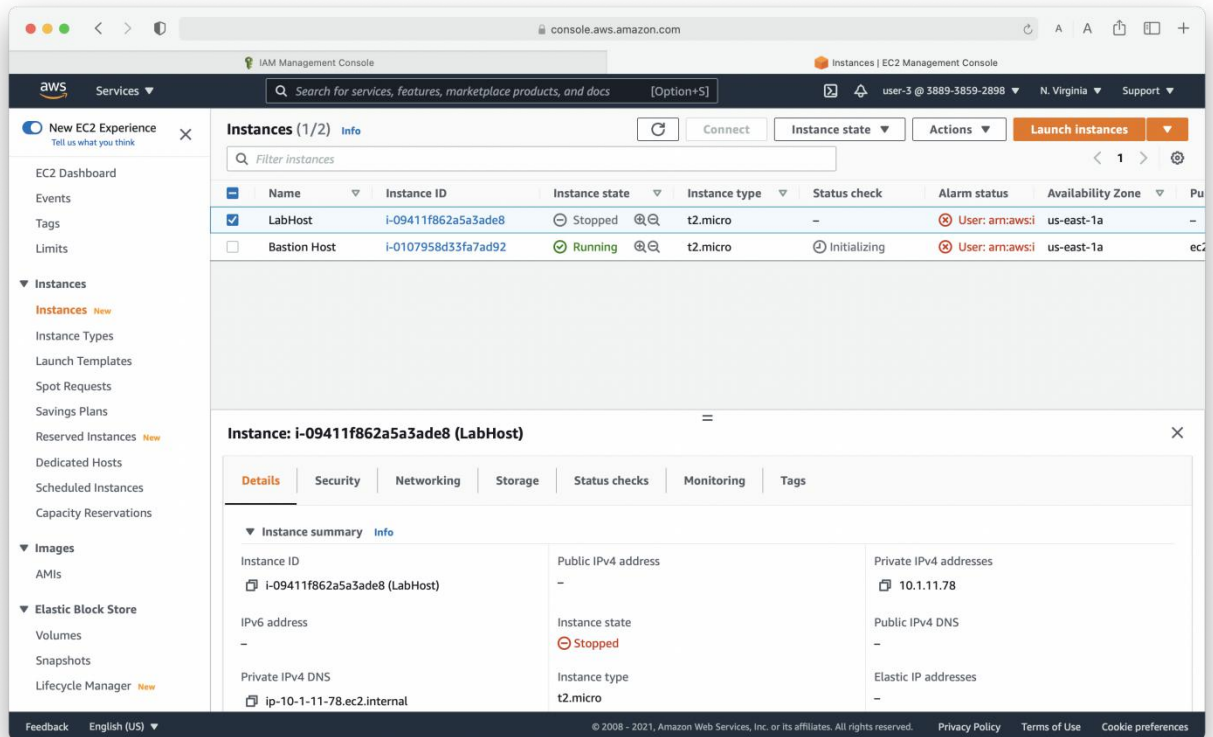 console.aws.amazon.com
A A
IAM Management Console
Instances | EC2 Management Console
aws Services ▼ Search for services, features, marketplace products, and docs [Option+S] user-3 @ 3889-3859-2898 ▼ N. Virginia ▼ Support ▼
New EC2 Experience
Tell us what you think
EC2 Dashboard
Events
Tags
Limits
Instances
Instances New
Instance Types
Launch Templates
Spot Requests
Savings Plans
Reserved Instances New
Dedicated Hosts
Scheduled Instances
Capacity Reservations
Images
AMIs
Elastic Block Store
Volumes
Snapshots
Lifecycle Manager New
Instances (1/2) Info Connect Instance state ▼ Actions ▼ Launch instances ▼
Filter instances 1
Name Instance ID Instance state Instance type Status check Alarm status Availability Zone Pu
LabHost i-09411f862a5a3ade8 Stopped t2.micro – User: arn:aws:i us-east-1a –
Bastion Host i-0107958d33fa7ad92 Running t2.micro Initializing User: arn:aws:i us-east-1a ec2
Instance: i-09411f862a5a3ade8 (LabHost)
Details Security Networking Storage Status checks Monitoring Tags
Instance summary Info
Instance ID Public IPv4 address Private IPv4 addresses
i-09411f862a5a3ade8 (LabHost) – 10.1.11.78
IPv6 address Instance state Public IPv4 DNS
– Stopped –
Private IPv4 DNS Instance type Elastic IP addresses
ip-10-1-11-78.ec2.internal t2.micro –
Feedback English (US) ▼ © 2008 - 2021, Amazon Web Services, Inc. or its affiliates. All rights reserved. Privacy Policy Terms of Use Cookie preferences